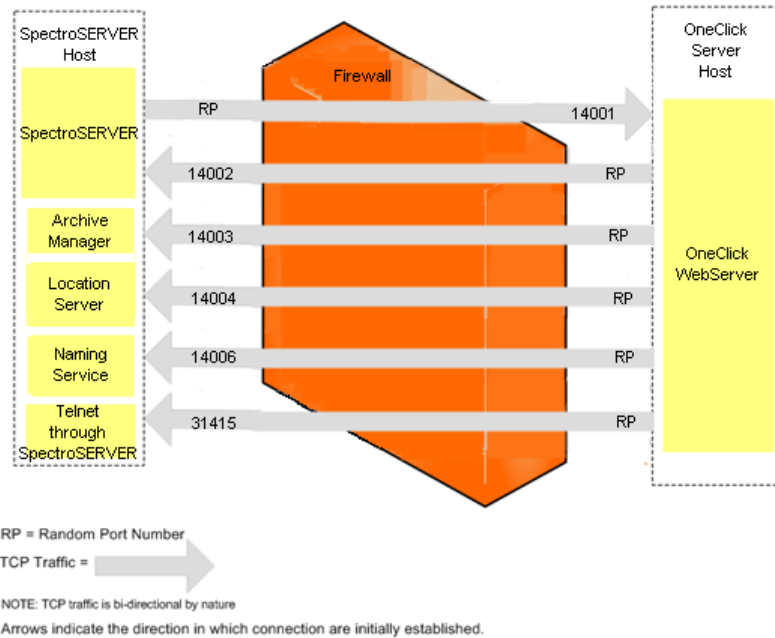 SpectroSERVER
Host
OneClick
Server
Host
Firewall
RP
14001
SpectroSERVER
14002
RP
Archive
Manager
14003
RP
OneClick
WebServer
Location
Server
14004
RP
Naming
Service
14006
RP
Telnet
through
SpectroSERVER
31415
RP
RP = Random Port Number
TCP Traffic =
NOTE: TCP traffic is bi-directional by nature
Arrows indicate the direction in which connection are initially established.